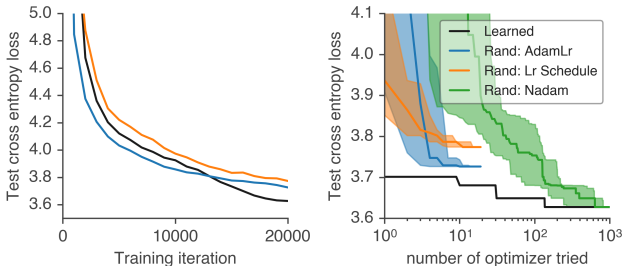 Test cross entropy loss
5.0
4.8
4.6
4.4
4.2
4.0
3.8
3.6
0
10000
20000
Training iteration
Test cross entropy loss
4.1
4.0
3.9
3.8
3.7
3.6
10⁰
10¹
10²
10³
number of optimizer tried
Learned
Rand: AdamLr
Rand: Lr Schedule
Rand: Nadam